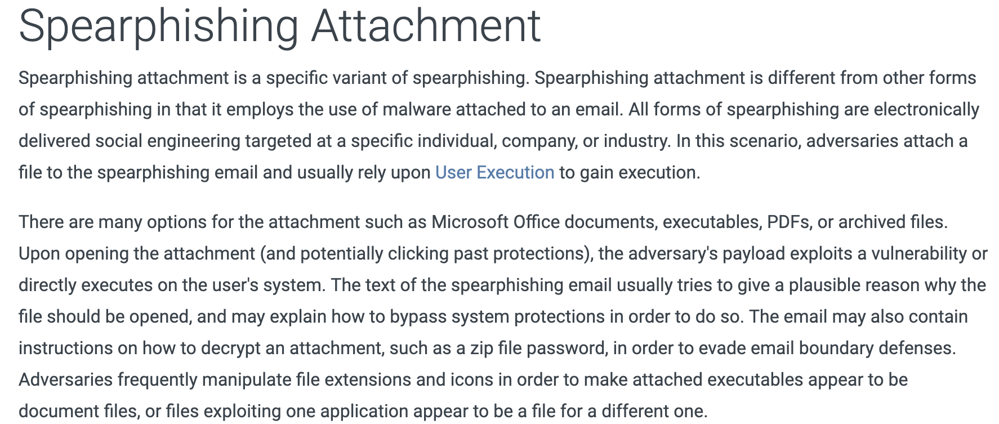 Spearphishing Attachment
Spearphishing attachment is a specific variant of spearphishing. Spearphishing attachment is different from other forms
of spearphishing in that it employs the use of malware attached to an email. All forms of spearphishing are electronically
delivered social engineering targeted at a specific individual, company, or industry. In this scenario, adversaries attach a
file to the spearphishing email and usually rely upon User Execution to gain execution.
There are many options for the attachment such as Microsoft Office documents, executables, PDFs, or archived files.
Upon opening the attachment (and potentially clicking past protections), the adversary's payload exploits a vulnerability or
directly executes on the user's system. The text of the spearphishing email usually tries to give a plausible reason why the
file should be opened, and may explain how to bypass system protections in order to do so. The email may also contain
instructions on how to decrypt an attachment, such as a zip file password, in order to evade email boundary defenses.
Adversaries frequently manipulate file extensions and icons in order to make attached executables appear to be
document files, or files exploiting one application appear to be a file for a different one.